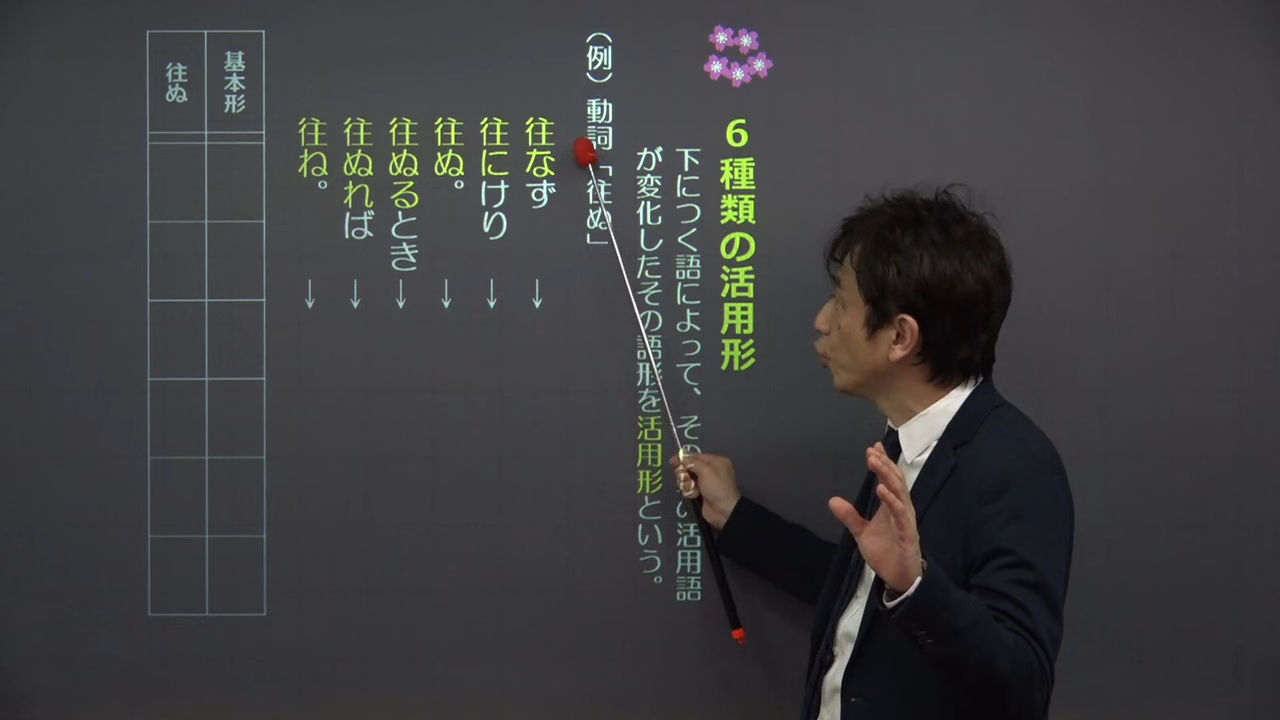 6種類の活用形
下につく語によって、その 活用語
が変化したその語形を活用形という。
（例）動詞「往ぬ」
往なず↓
往にけり↓
往ぬ。↓
往ぬるとき↓
往ぬれば↓
往ね。↓
基本形
往ぬ